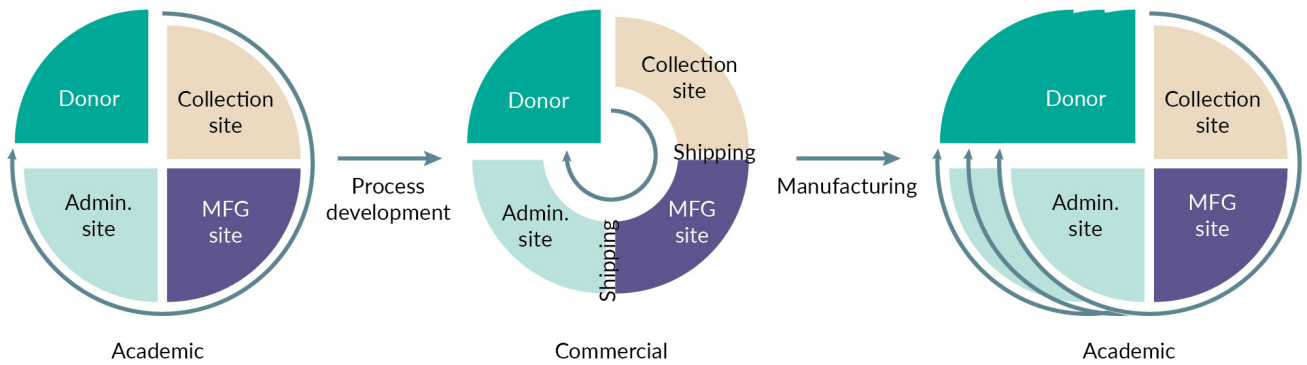 Donor
Collection
site
Admin.
site
MFG
site
Academic
Process
development
Donor
Collection
site
Shipping
Admin.
site
MFG
site
Shipping
Commercial
Manufacturing
Donor
Collection
site
Admin.
site
MFG
site
Academic